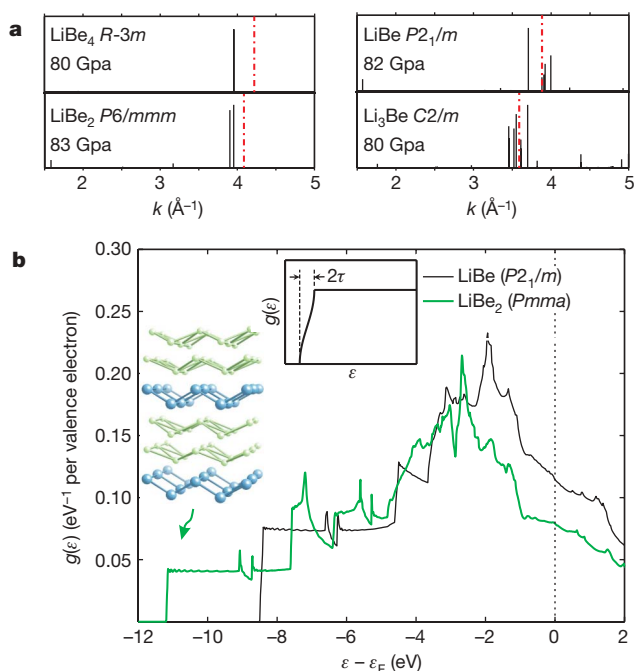 a
LiBe4 R-3m
80 Gpa
LiBe2 P6/mmm
83 Gpa
2 3 4 5
k (Å−1)
LiBe P21/m
82 Gpa
Li3Be C2/m
80 Gpa
2 3 4 5
k (Å−1)
b
0.30
0.25
0.20
0.15
0.10
0.05
g(ε) (eV−1 per valence electron)
2τ
g(ε)
ε
LiBe (P21/m)
LiBe2 (Pmma)
−12 −10 −8 −6 −4 −2 0 2
ε − εF (eV)